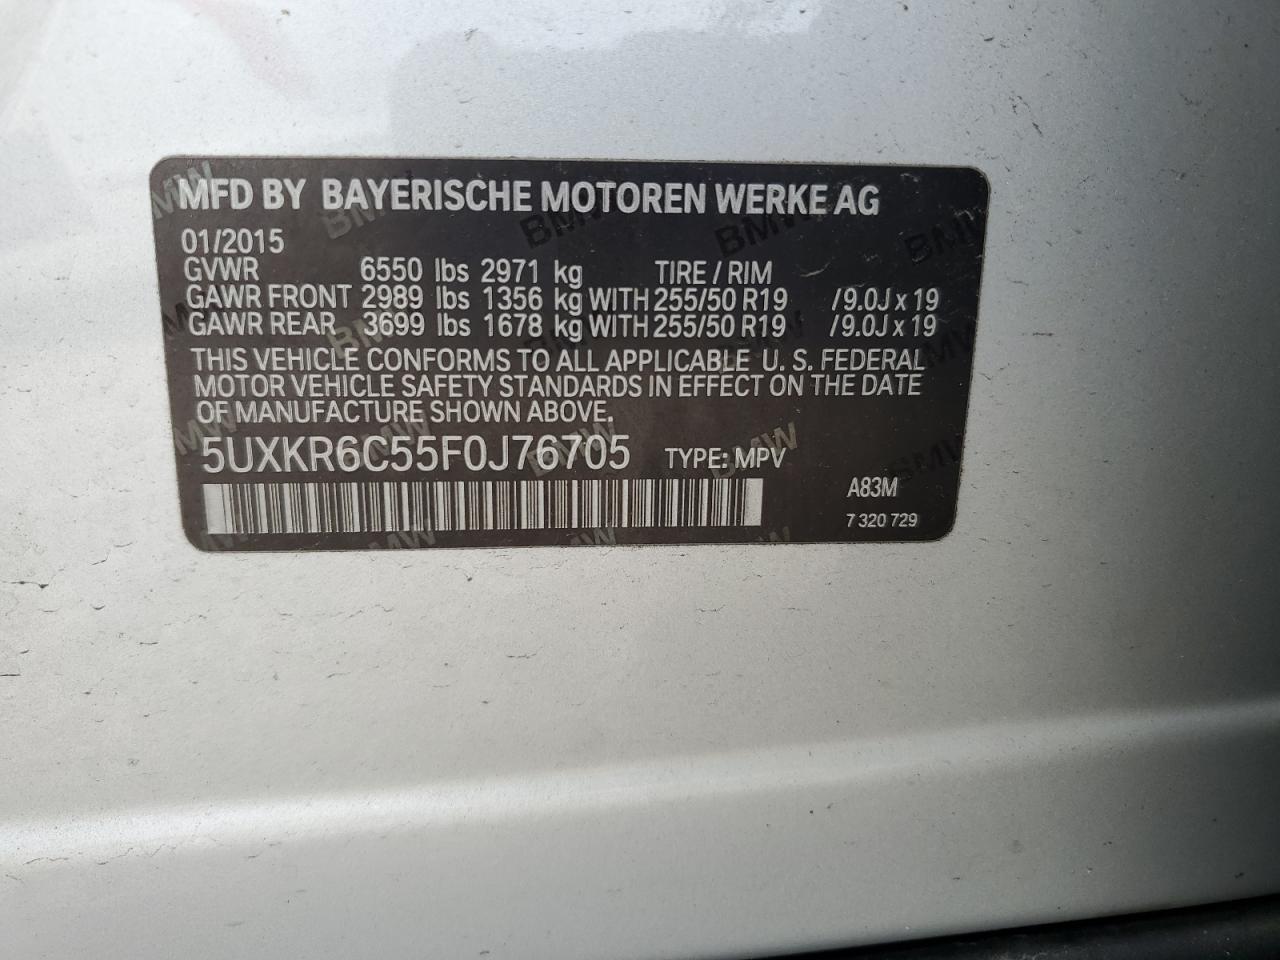 MFD BY BAYERISCHE MOTOREN WERKE AG
01/2015
GVWR 6550 lbs 2971 kg TIRE / RIM
GAWR FRONT 2989 lbs 1356 kg WITH 255/50 R19 /9.0J x 19
GAWR REAR 3699 lbs 1678 kg WITH 255/50 R19 /9.0J x 19
THIS VEHICLE CONFORMS TO ALL APPLICABLE U. S. FEDERAL
MOTOR VEHICLE SAFETY STANDARDS IN EFFECT ON THE DATE
OF MANUFACTURE SHOWN ABOVE.
5UXKR6C55F0J76705 TYPE: MPV
A83M
7 320 729